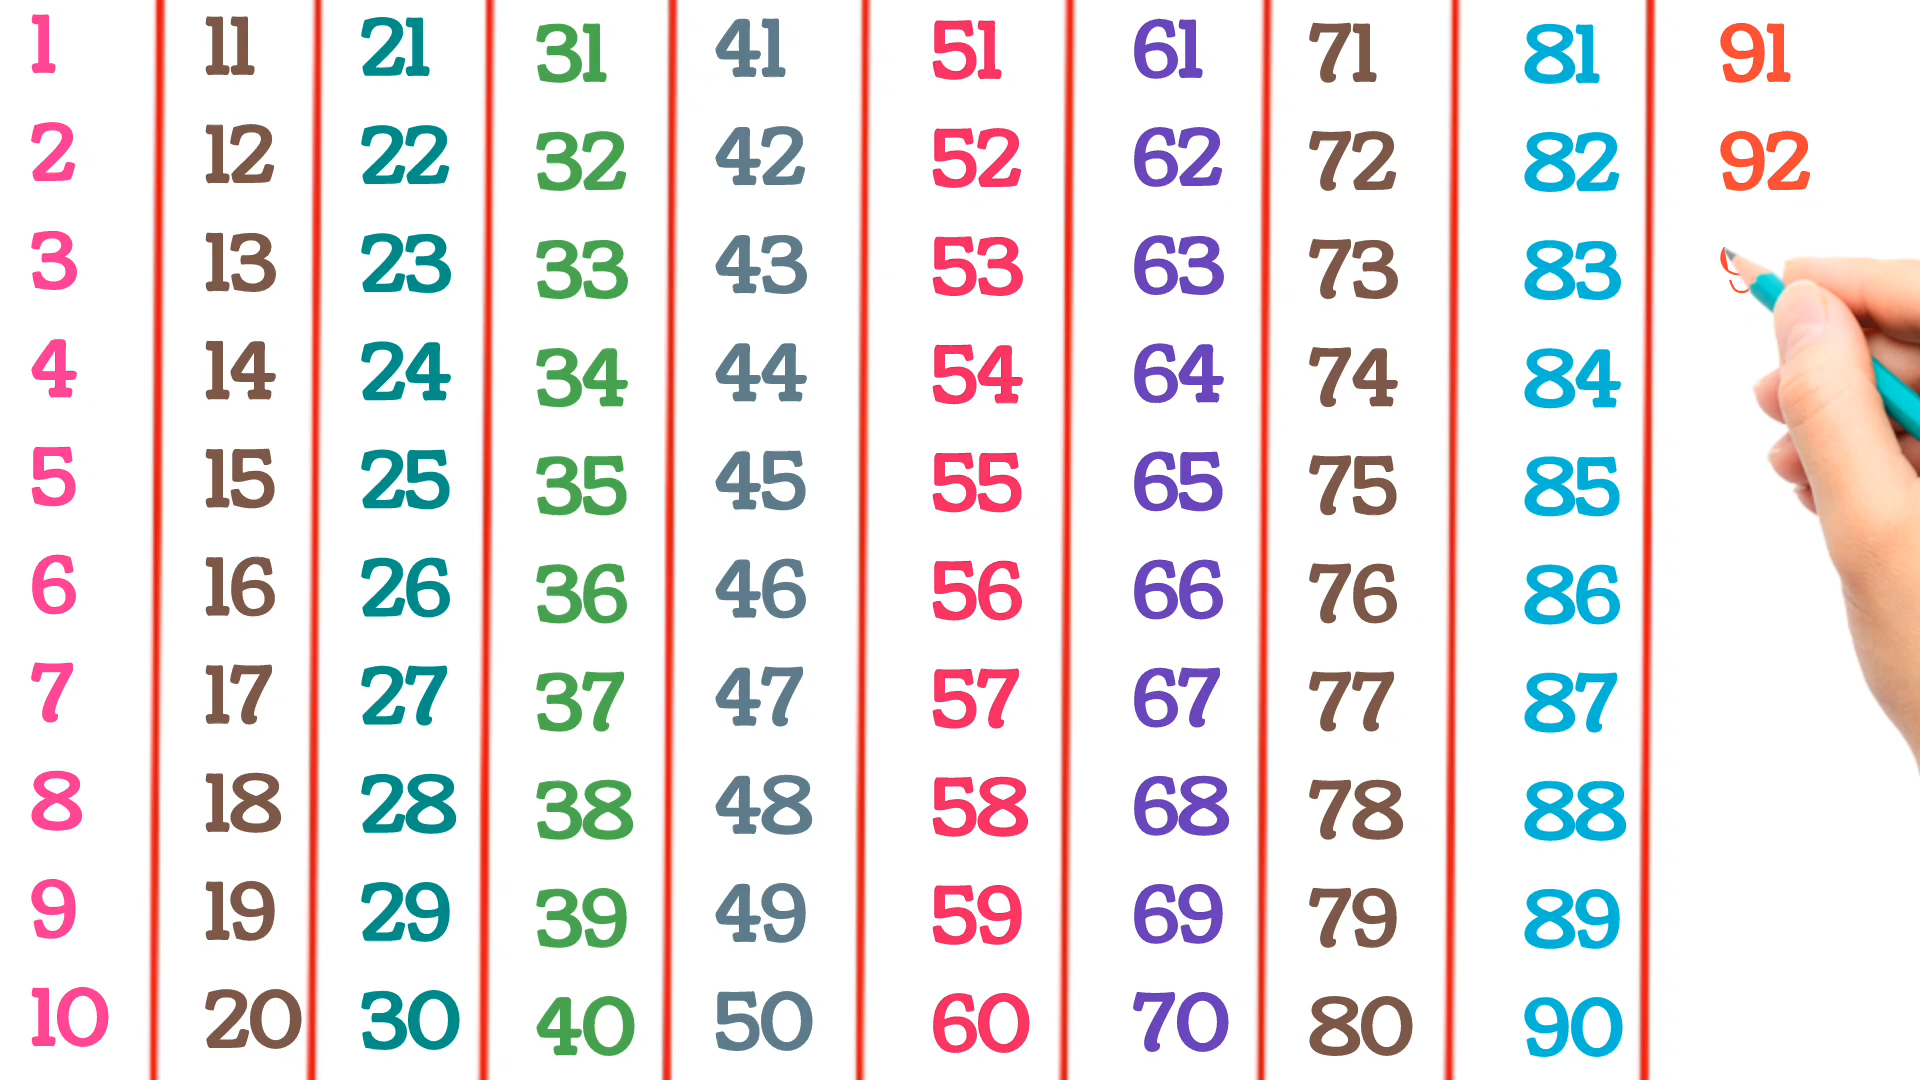 1 11 21 31 41 51 61 71 81 91
2 12 22 32 42 52 62 72 82 92
3 13 23 33 43 53 63 73 83
4 14 24 34 44 54 64 74 84
5 15 25 35 45 55 65 75 85
6 16 26 36 46 56 66 76 86
7 17 27 37 47 57 67 77 87
8 18 28 38 48 58 68 78 88
9 19 29 39 49 59 69 79 89
10 20 30 40 50 60 70 80 90